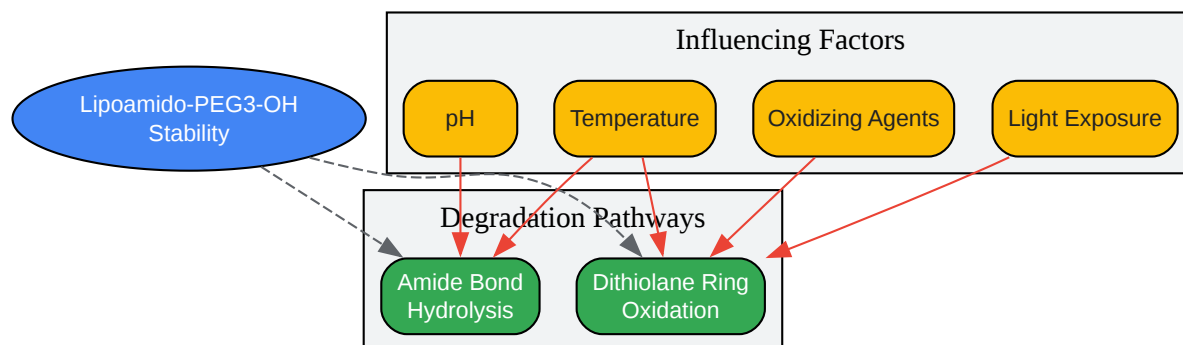 Influencing Factors
Lipoamido-PEG3-OH
Stability
pH
Temperature
Oxidizing Agents
Light Exposure
Degradation Pathways
Amide Bond
Hydrolysis
Dithiolane Ring
Oxidation